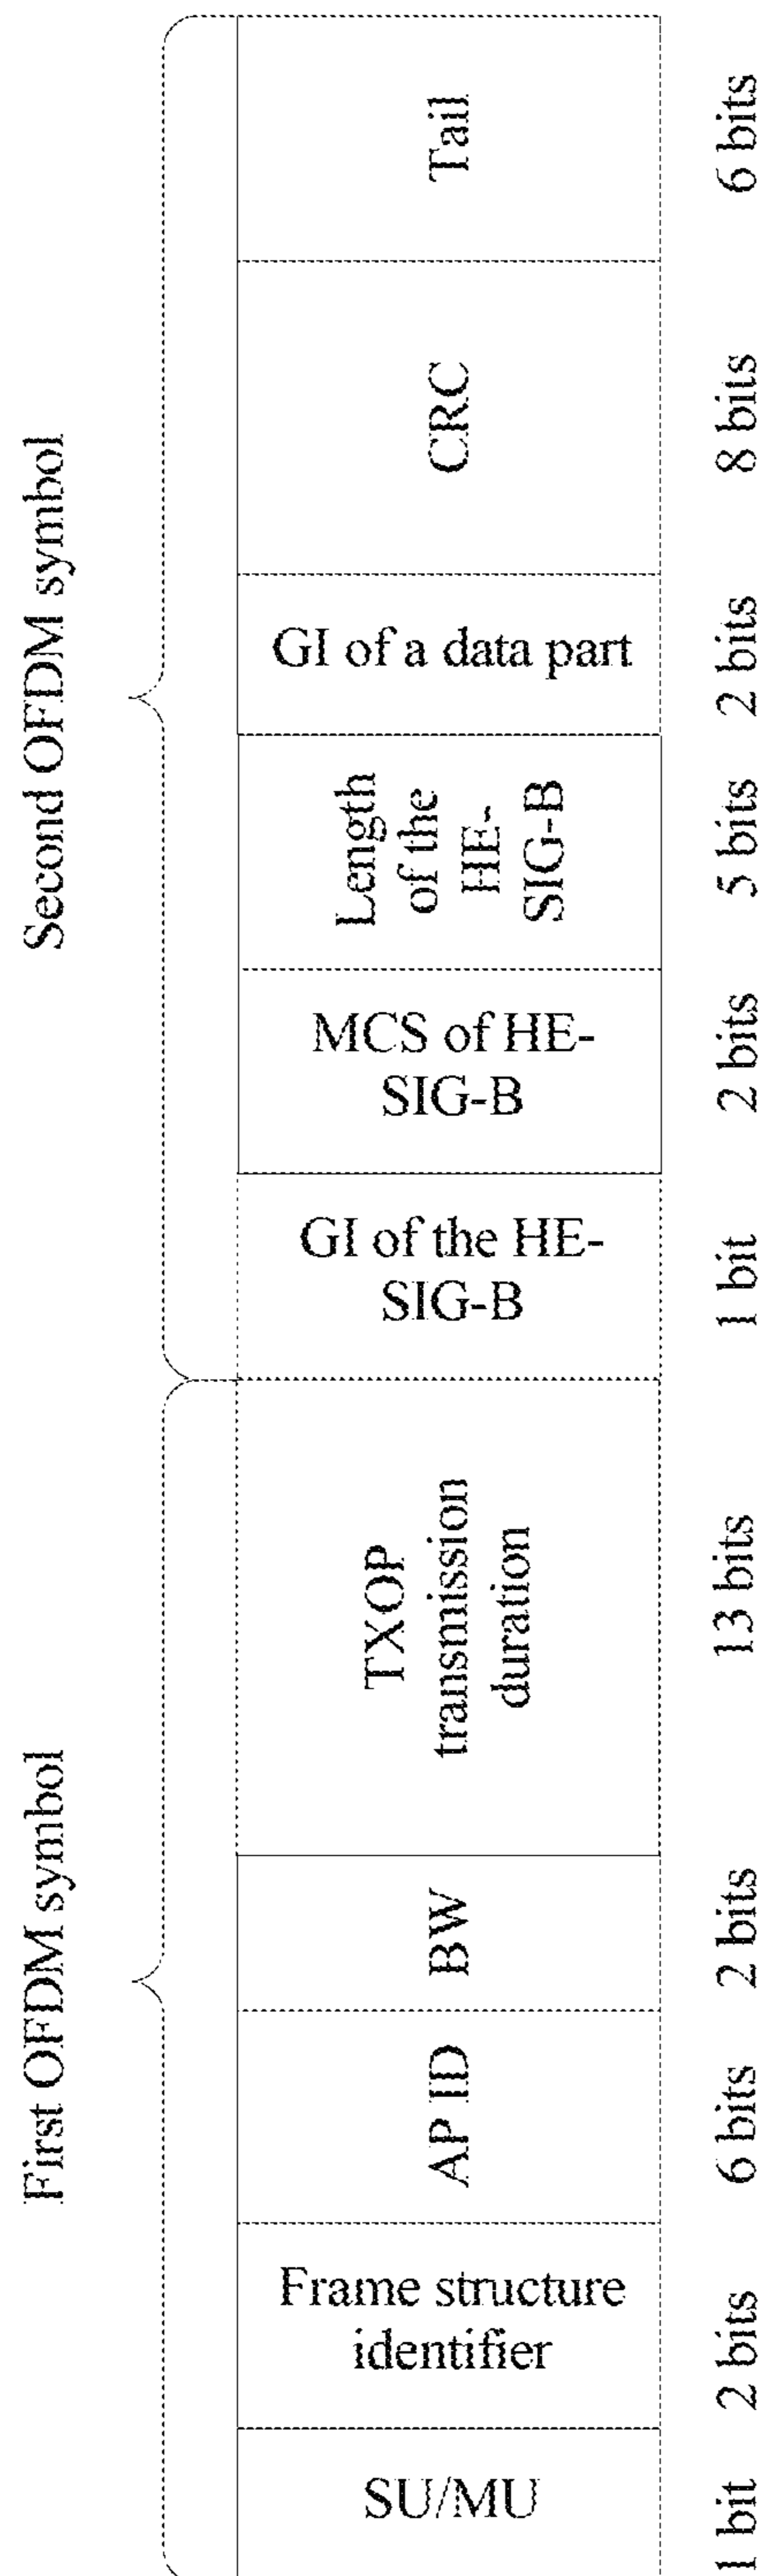 First OFDM symbol
Second OFDM symbol
SU/MU
Frame structure
identifier
AP ID
BW
TXOP
transmission
duration
GI of the HE-
SIG-B
MCS of HE-
SIG-B
Length
of the
HE-
SIG-B
GI of a data part
CRC
Tail
1 bit
2 bits
6 bits
2 bits
13 bits
1 bit
2 bits
5 bits
2 bits
8 bits
6 bits